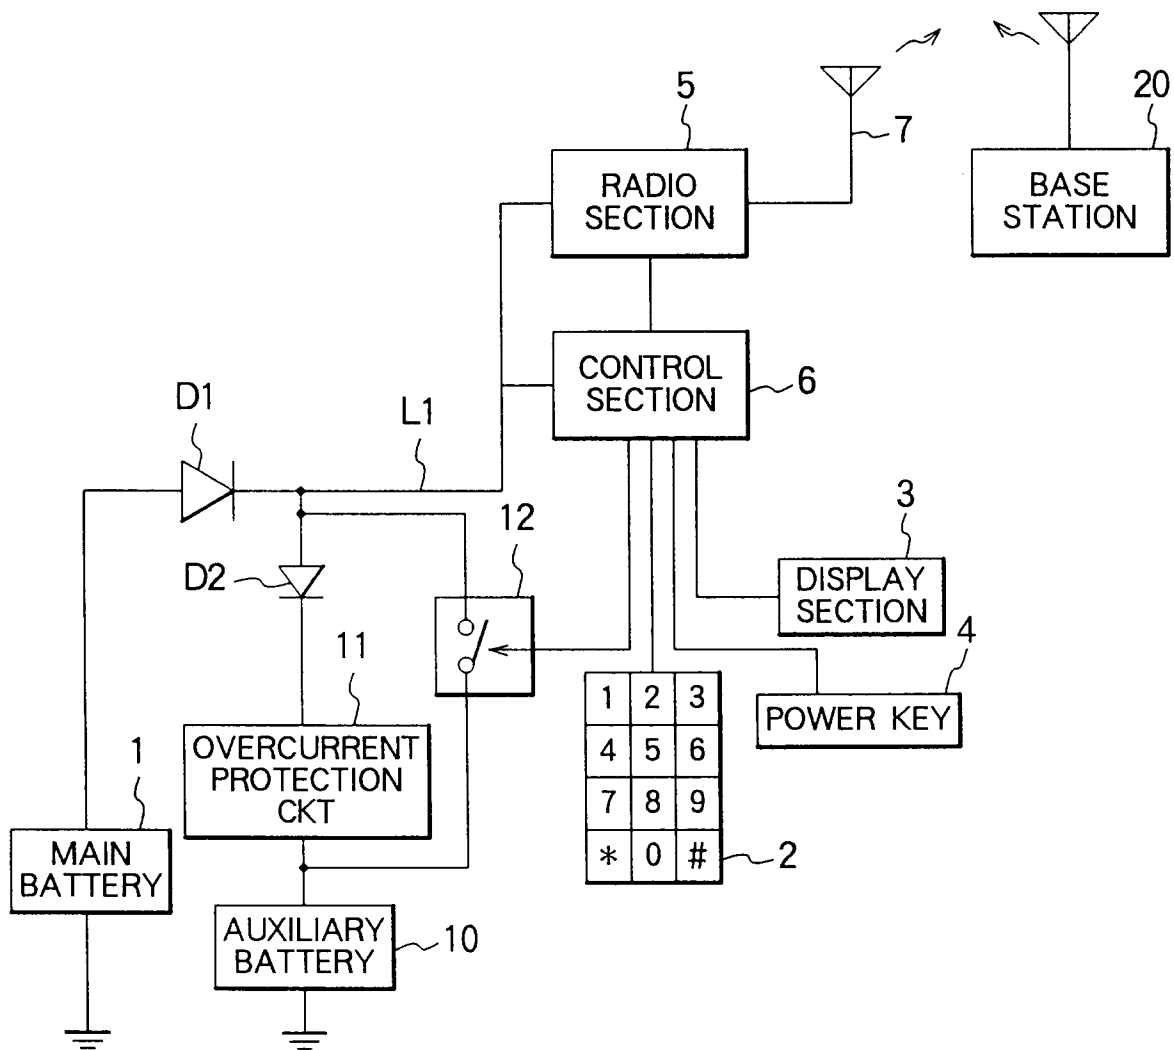 5
20
7
RADIO
SECTION
BASE
STATION
CONTROL
SECTION
6
D1
L1
3
12
D2
DISPLAY
SECTION
4
11
1 2 3
POWER KEY
OVERCURRENT
PROTECTION
CKT
4 5 6
1
7 8 9
MAIN
BATTERY
* 0 #
2
AUXILIARY
BATTERY
10